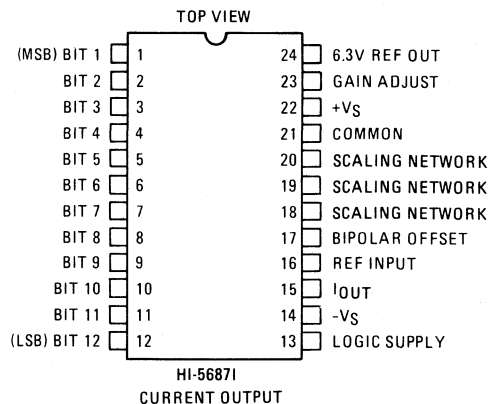 TOP VIEW
(MSB) BIT 1 1 24 6.3V REF OUT
BIT 2 2 23 GAIN ADJUST
BIT 3 3 22 +VS
BIT 4 4 21 COMMON
BIT 5 5 20 SCALING NETWORK
BIT 6 6 19 SCALING NETWORK
BIT 7 7 18 SCALING NETWORK
BIT 8 8 17 BIPOLAR OFFSET
BIT 9 9 16 REF INPUT
BIT 10 10 15 IOUT
BIT 11 11 14 -VS
(LSB) BIT 12 12 13 LOGIC SUPPLY
HI-5687I
CURRENT OUTPUT